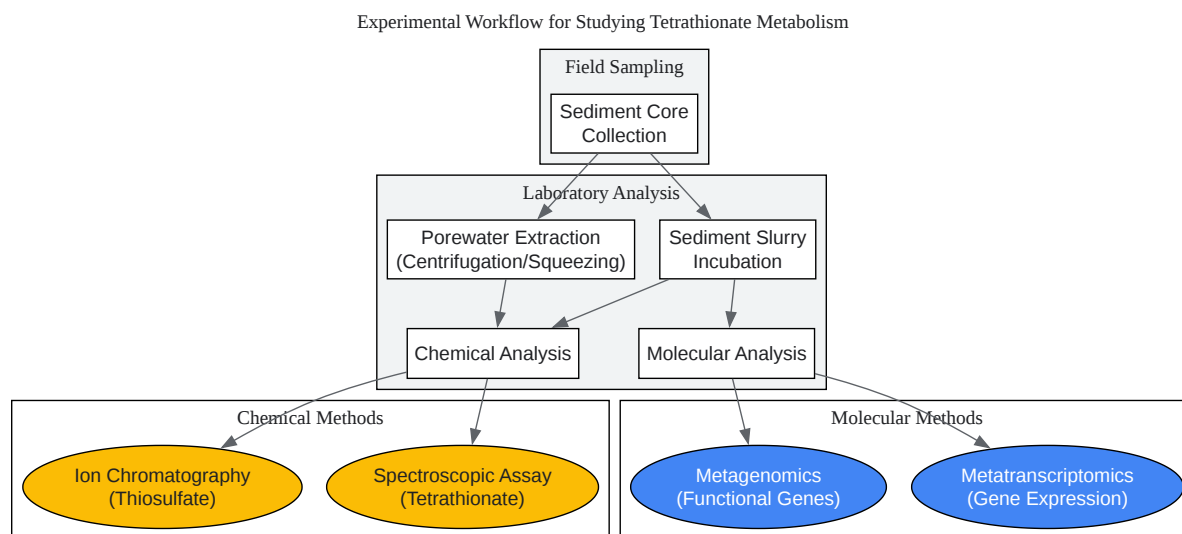 Experimental Workflow for Studying Tetrathionate Metabolism
Field Sampling
Sediment Core
Collection
Laboratory Analysis
Porewater Extraction
(Centrifugation/Squeezing)
Sediment Slurry
Incubation
Chemical Analysis
Molecular Analysis
Chemical Methods
Ion Chromatography
(Thiosulfate)
Spectroscopic Assay
(Tetrathionate)
Molecular Methods
Metagenomics
(Functional Genes)
Metatranscriptomics
(Gene Expression)